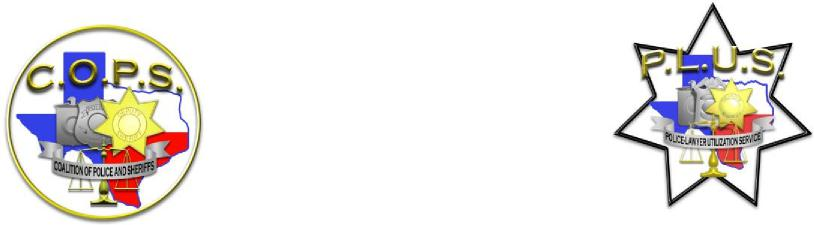 C.O.P.S.
COALITION OF POLICE AND SHERIFFS
P.L.U.S.
POLICE-LAWYER UTILIZATION SERVICE